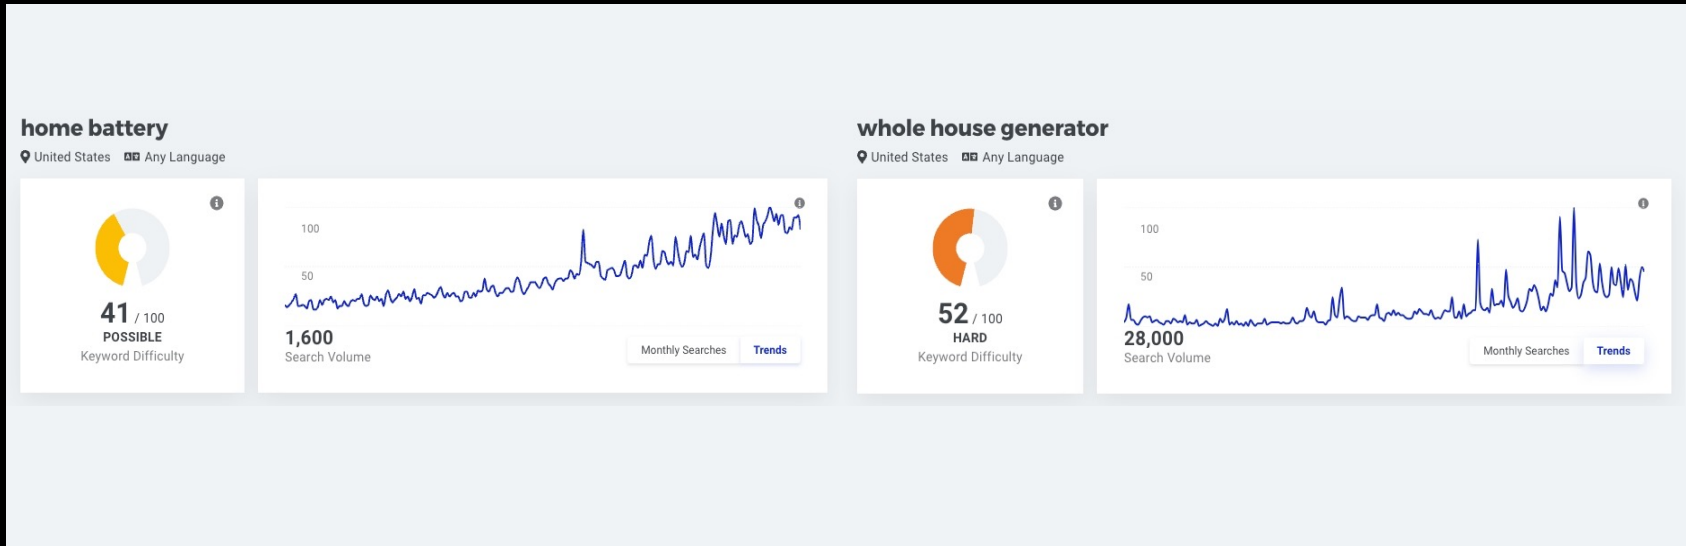 home battery
United States Any Language
41 / 100
POSSIBLE
Keyword Difficulty
100
50
1,600
Search Volume
Monthly Searches Trends
whole house generator
United States Any Language
52 / 100
HARD
Keyword Difficulty
100
50
28,000
Search Volume
Monthly Searches Trends